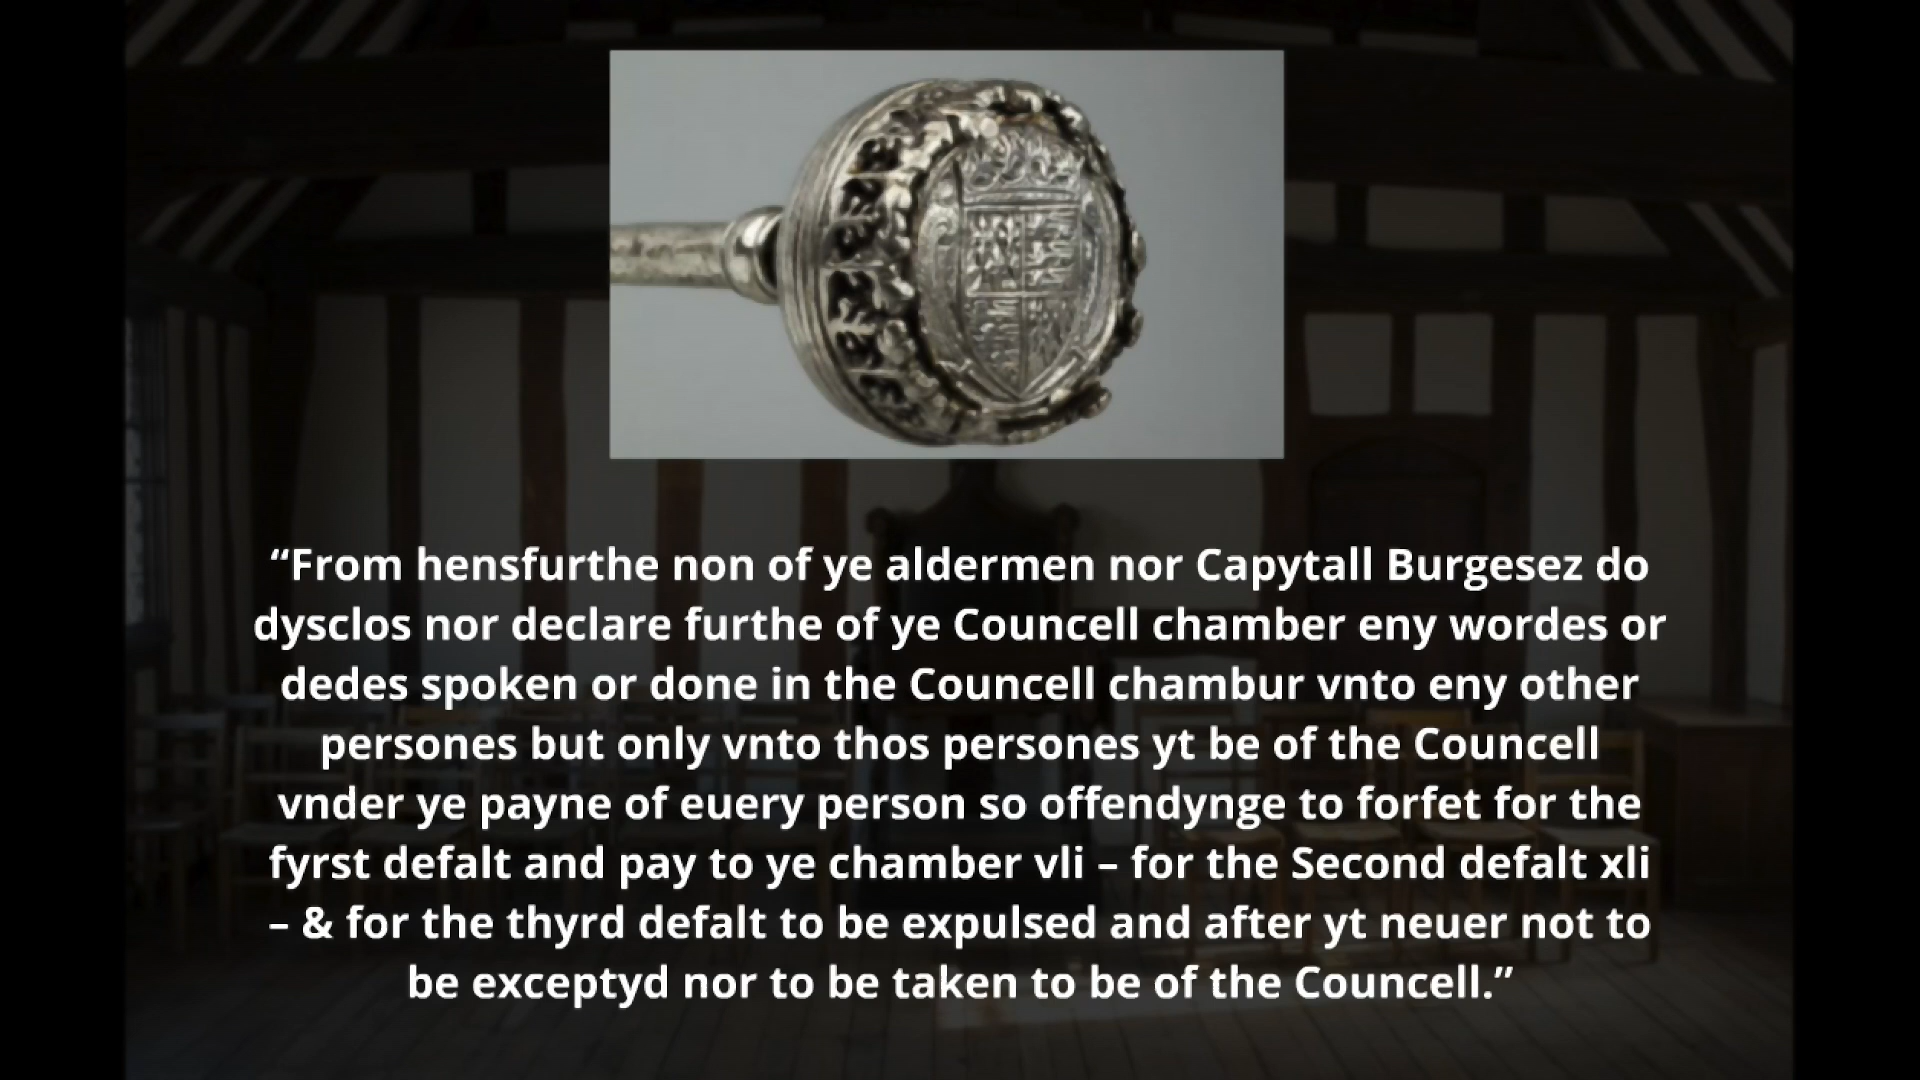 “From hensfurthe non of ye aldermen nor Capytall Burgesez do
dysclos nor declare furthe of ye Councell chamber eny wordes or
dedes spoken or done in the Councell chambur vnto eny other
persones but only vnto thos persones yt be of the Councell
vnder ye payne of euery person so offendynge to forfet for the
fyrst defalt and pay to ye chamber vli – for the Second defalt xli
– & for the thyrd defalt to be expulsed and after yt neuer not to
be exceptyd nor to be taken to be of the Councell.”